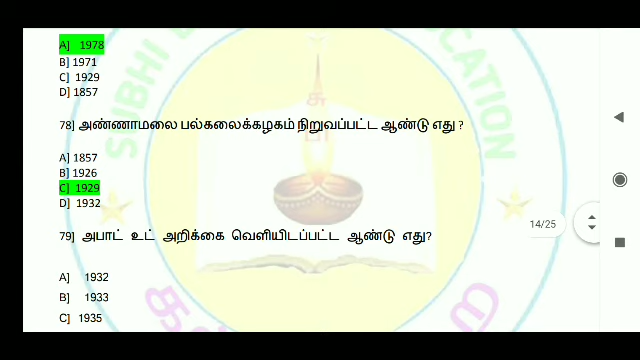 A] 1978
B] 1971
C] 1929
D] 1857
78] அண்ணாமலை பல்கலைக்கழகம் நிறுவப்பட்ட ஆண்டு எது ?
A] 1857
B] 1926
C] 1929
D] 1932
79] அபாட் உட் அறிக்கை வெளியிடப்பட்ட ஆண்டு எது?
14/25
A] 1932
B] 1933
C] 1935